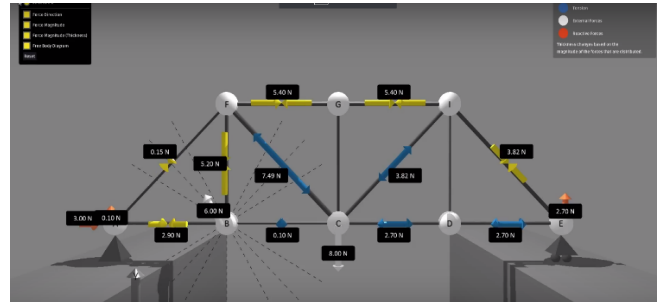 Force Direction
Force Magnitude
Force Magnitude (Thickness)
Free Body Diagram
Reset
Tension
External Forces
Reaction Forces
Thickness changes based on the
magnitude of the force that are distributed
5.40 N
5.40 N
F
G
I
0.15 N
5.20 N
7.49 N
3.82 N
3.82 N
3.00 N
0.10 N
6.00 N
2.70 N
B
C
D
E
2.90 N
0.10 N
2.70 N
2.70 N
8.00 N